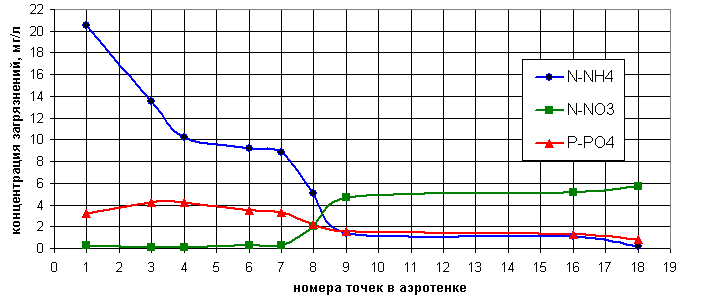 концентрация загрязнений, мг/л
22
20
18
16
14
12
10
8
6
4
2
0
N-NH4
N-NO3
P-PO4
0 1 2 3 4 5 6 7 8 9 10 11 12 13 14 15 16 17 18 19
номера точек в аэротенке